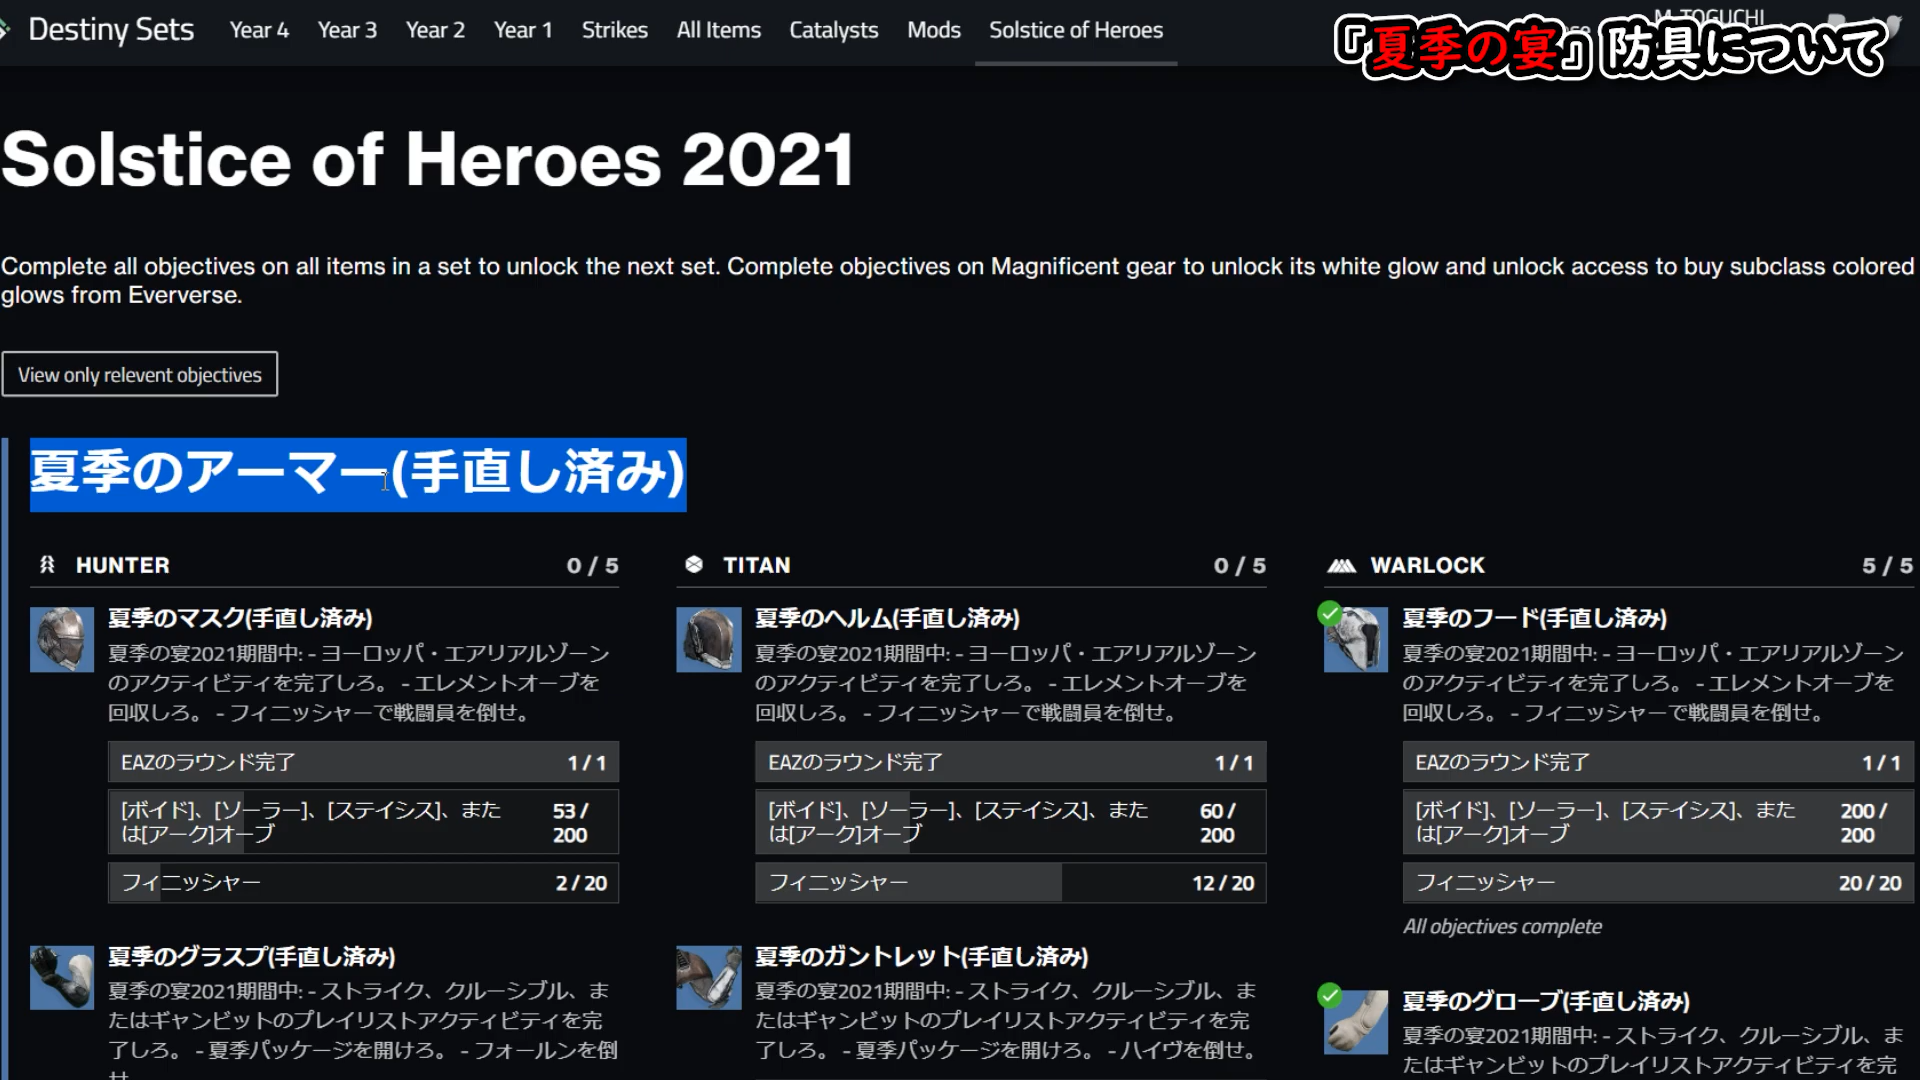 Destiny Sets Year 4 Year 3 Year 2 Year 1 Strikes All Items Catalysts Mods Solstice of Heroes M_TOGUCHI
『夏季の宴』防具について
Solstice of Heroes 2021
Complete all objectives on all items in a set to unlock the next set. Complete objectives on Magnificent gear to unlock its white glow and unlock access to buy subclass colored
glows from Eververse.
View only relevent objectives
夏季のアーマー(手直し済み)
HUNTER 0 / 5
夏季のマスク(手直し済み)
夏季の宴2021期間中: - ヨーロッパ・エアリアルゾーン
のアクティビティを完了しろ。 - エレメントオーブを
回収しろ。 - フィニッシャーで戦闘員を倒せ。
EAZのラウンド完了 1 / 1
[ボイド]、[ソーラー]、[ステイシス]、また 53 /
は[アーク]オーブ 200
フィニッシャー 2 / 20
夏季のグラスプ(手直し済み)
夏季の宴2021期間中: - ストライク、クルーシブル、ま
たはギャンビットのプレイリストアクティビティを完
了しろ。 - 夏季パッケージを開けろ。 - フォールンを倒
せ
TITAN 0 / 5
夏季のヘルム(手直し済み)
夏季の宴2021期間中: - ヨーロッパ・エアリアルゾーン
のアクティビティを完了しろ。 - エレメントオーブを
回収しろ。 - フィニッシャーで戦闘員を倒せ。
EAZのラウンド完了 1 / 1
[ボイド]、[ソーラー]、[ステイシス]、また 60 /
は[アーク]オーブ 200
フィニッシャー 12 / 20
夏季のガントレット(手直し済み)
夏季の宴2021期間中: - ストライク、クルーシブル、ま
たはギャンビットのプレイリストアクティビティを完
了しろ。 - 夏季パッケージを開けろ。 - ハイヴを倒せ。
WARLOCK 5 / 5
夏季のフード(手直し済み)
夏季の宴2021期間中: - ヨーロッパ・エアリアルゾーン
のアクティビティを完了しろ。 - エレメントオーブを
回収しろ。 - フィニッシャーで戦闘員を倒せ。
EAZのラウンド完了 1 / 1
[ボイド]、[ソーラー]、[ステイシス]、また 200 /
は[アーク]オーブ 200
フィニッシャー 20 / 20
All objectives complete
夏季のグローブ(手直し済み)
夏季の宴2021期間中: - ストライク、クルーシブル、ま
たはギャンビットのプレイリストアクティビティを完